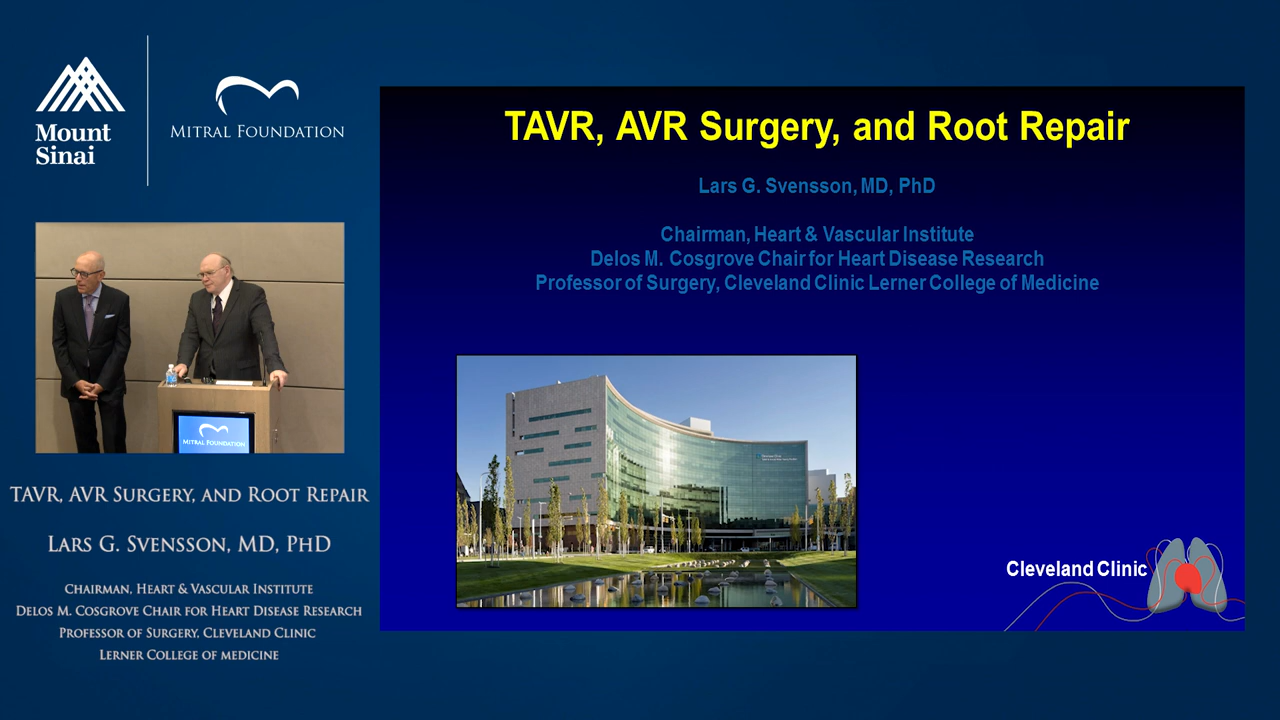 Mount
Sinai
MITRAL FOUNDATION
MITRAL FOUNDATION
TAVR, AVR SURGERY, AND ROOT REPAIR
LARS G. SVENSSON, MD, PHD
CHAIRMAN, HEART & VASCULAR INSTITUTE
DELOS M. COSGROVE CHAIR FOR HEART DISEASE RESEARCH
PROFESSOR OF SURGERY, CLEVELAND CLINIC
LERNER COLLEGE OF MEDICINE
TAVR, AVR Surgery, and Root Repair
Lars G. Svensson, MD, PhD
Chairman, Heart & Vascular Institute
Delos M. Cosgrove Chair for Heart Disease Research
Professor of Surgery, Cleveland Clinic Lerner College of Medicine
Cleveland Clinic